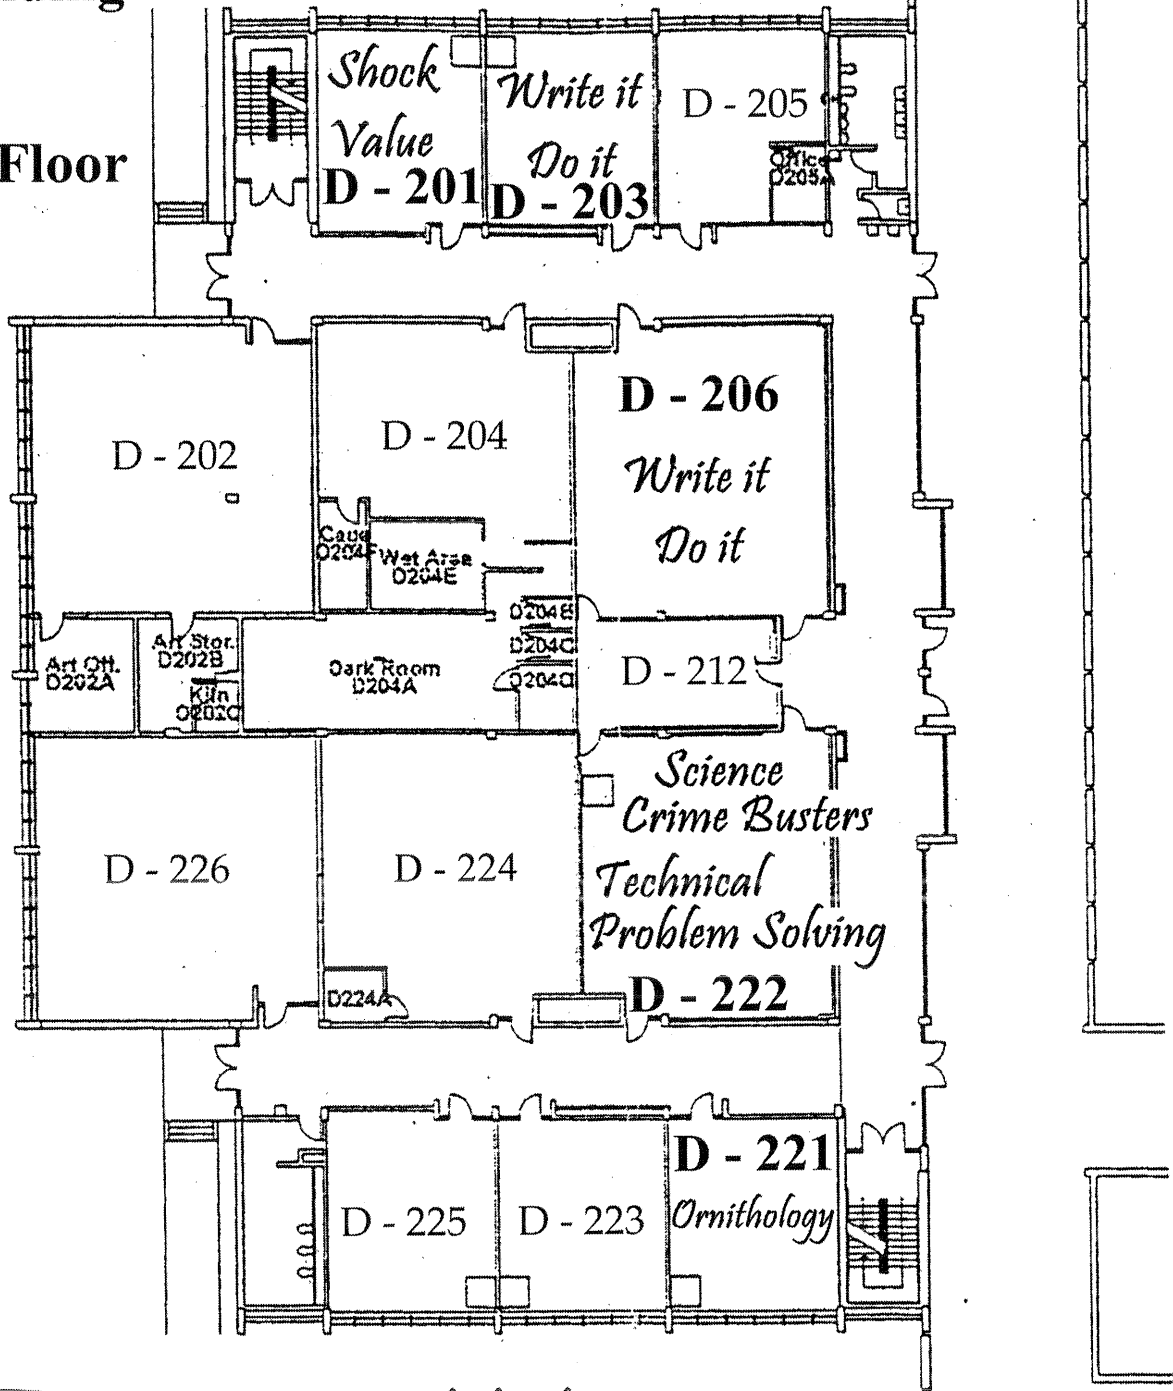 Floor
Shock
Value
D - 201
Write it
Do it
D - 203
D - 205
Office
D205A
D - 202
D - 204
D - 206
Write it
Do it
D204F
Wet Area
D204E
D204B
D204C
D204D
Art Off.
D202A
Art Stor.
D202B
Kiln
D202C
Dark Room
D204A
D - 212
D - 226
D - 224
D224A
Science
Crime Busters
Technical
Problem Solving
D - 222
D - 225
D - 223
D - 221
Ornithology